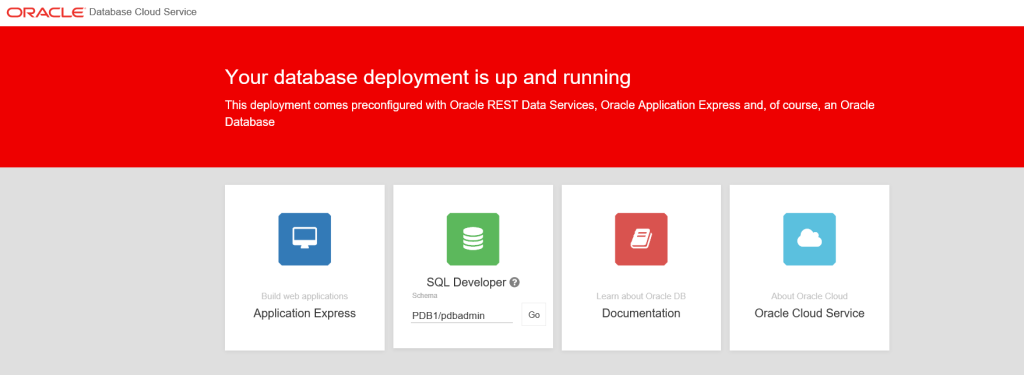 ORACLE Database Cloud Service
Your database deployment is up and running
This deployment comes preconfigured with Oracle REST Data Services, Oracle Application Express and, of course, an Oracle
Database
Build web applications
Application Express
SQL Developer ?
Schema
PDB1/pdbadmin Go
Learn about Oracle DB
Documentation
About Oracle Cloud
Oracle Cloud Service